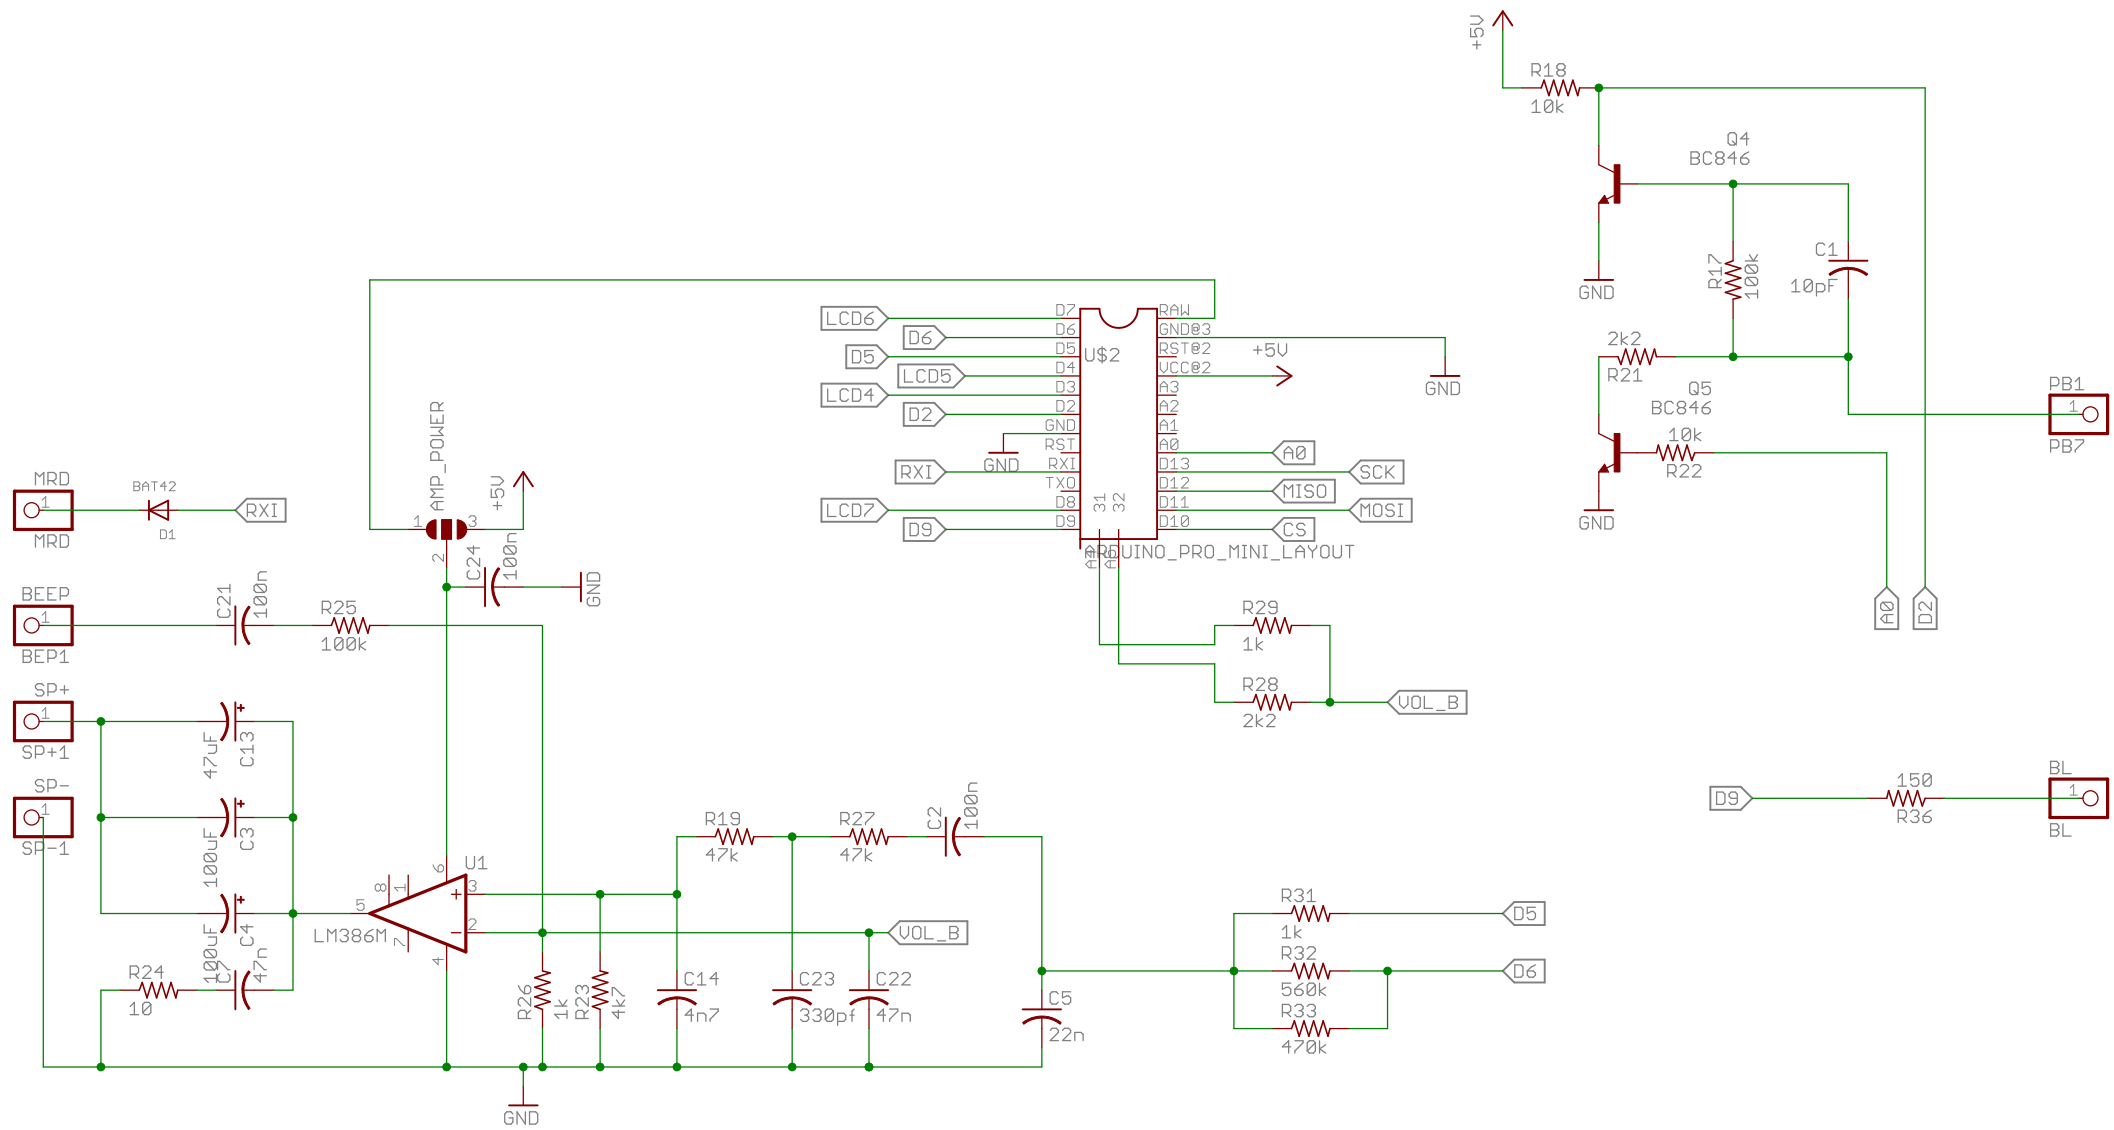 +5V
R18
10k
Q4
BC846
GND
R17
100k
C1
10pF
2k2
R21
Q5
BC846
10k
R22
GND
PB1
1
PB7
A0
D2
LCD6
D6
D5
LCD5
LCD4
D2
GND
RXI
LCD7
D9
D7
D6
D5
D4
D3
D2
GND
RST
RXI
TXO
D8
D9
U$2
31
32
RAW
GND@3
RST@2
VCC@2
A3
A2
A1
A0
D13
D12
D11
D10
ARDUINO_PRO_MINI_LAYOUT
+5V
GND
A0
SCK
MISO
MOSI
CS
R29
1k
R28
2k2
VOL_B
AMP_POWER
1
3
2
+5V
C24
100n
GND
MRD
1
MRD
BAT42
D1
RXI
BEEP
1
BEP1
C21
100n
R25
100k
SP+
1
SP+1
47uF
C13
SP-
1
SP-1
100uF
C3
100uF
C4
C7
47n
R24
10
U1
LM386M
6
8
1
5
7
4
3
2
+
−
R19
47k
R27
47k
C2
100n
VOL_B
R26
1k
R23
4k7
C14
4n7
C23
330pf
C22
47n
C5
22n
GND
R31
1k
R32
560k
R33
470k
D5
D6
D9
150
R36
BL
1
BL